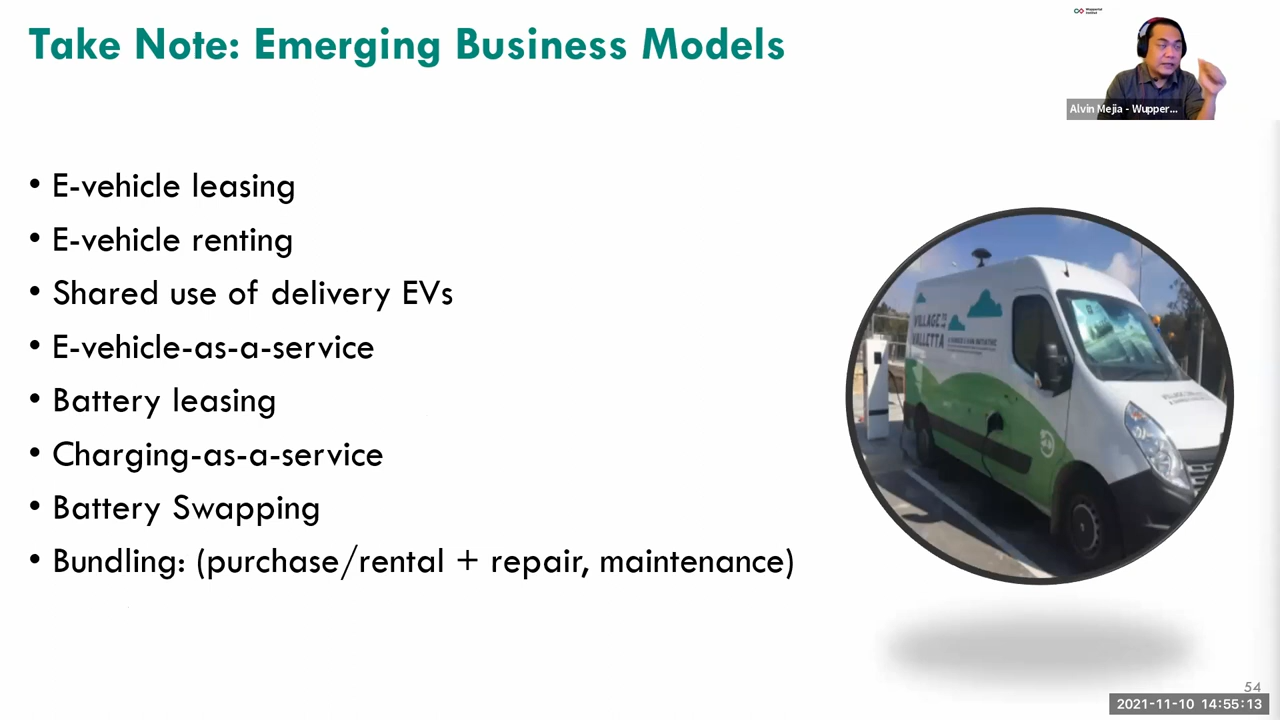 Take Note: Emerging Business Models
Wuppertal
Institut
Alvin Mejia - Wupper...
• E-vehicle leasing
• E-vehicle renting
• Shared use of delivery EVs
• E-vehicle-as-a-service
• Battery leasing
• Charging-as-a-service
• Battery Swapping
• Bundling: (purchase/rental + repair, maintenance)
VILLAGE
VALLETTA
54
2021-11-10 14:55:13